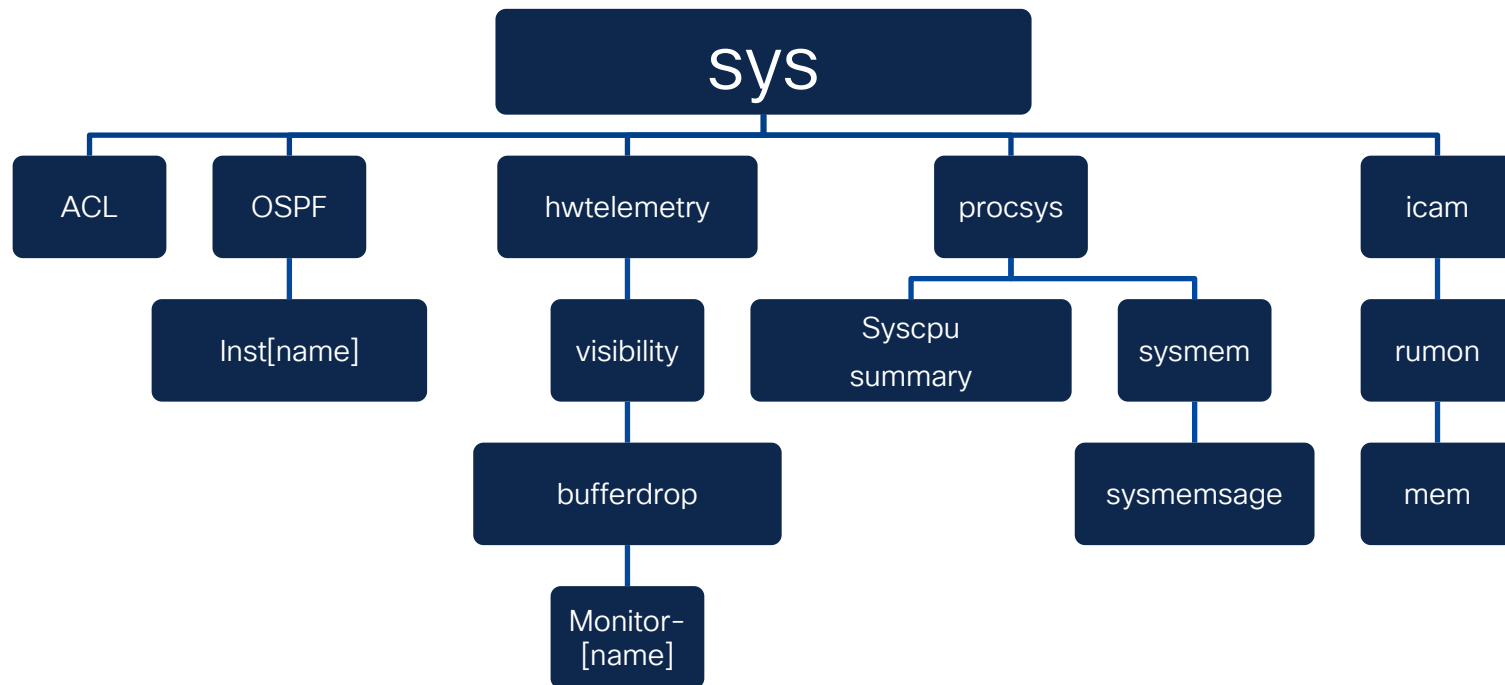 sys
ACL
OSPF
hwtelemetry
procsys
icam
Inst[name]
visibility
Syscpu
summary
sysmem
rumon
bufferdrop
sysmemsage
mem
Monitor-
[name]